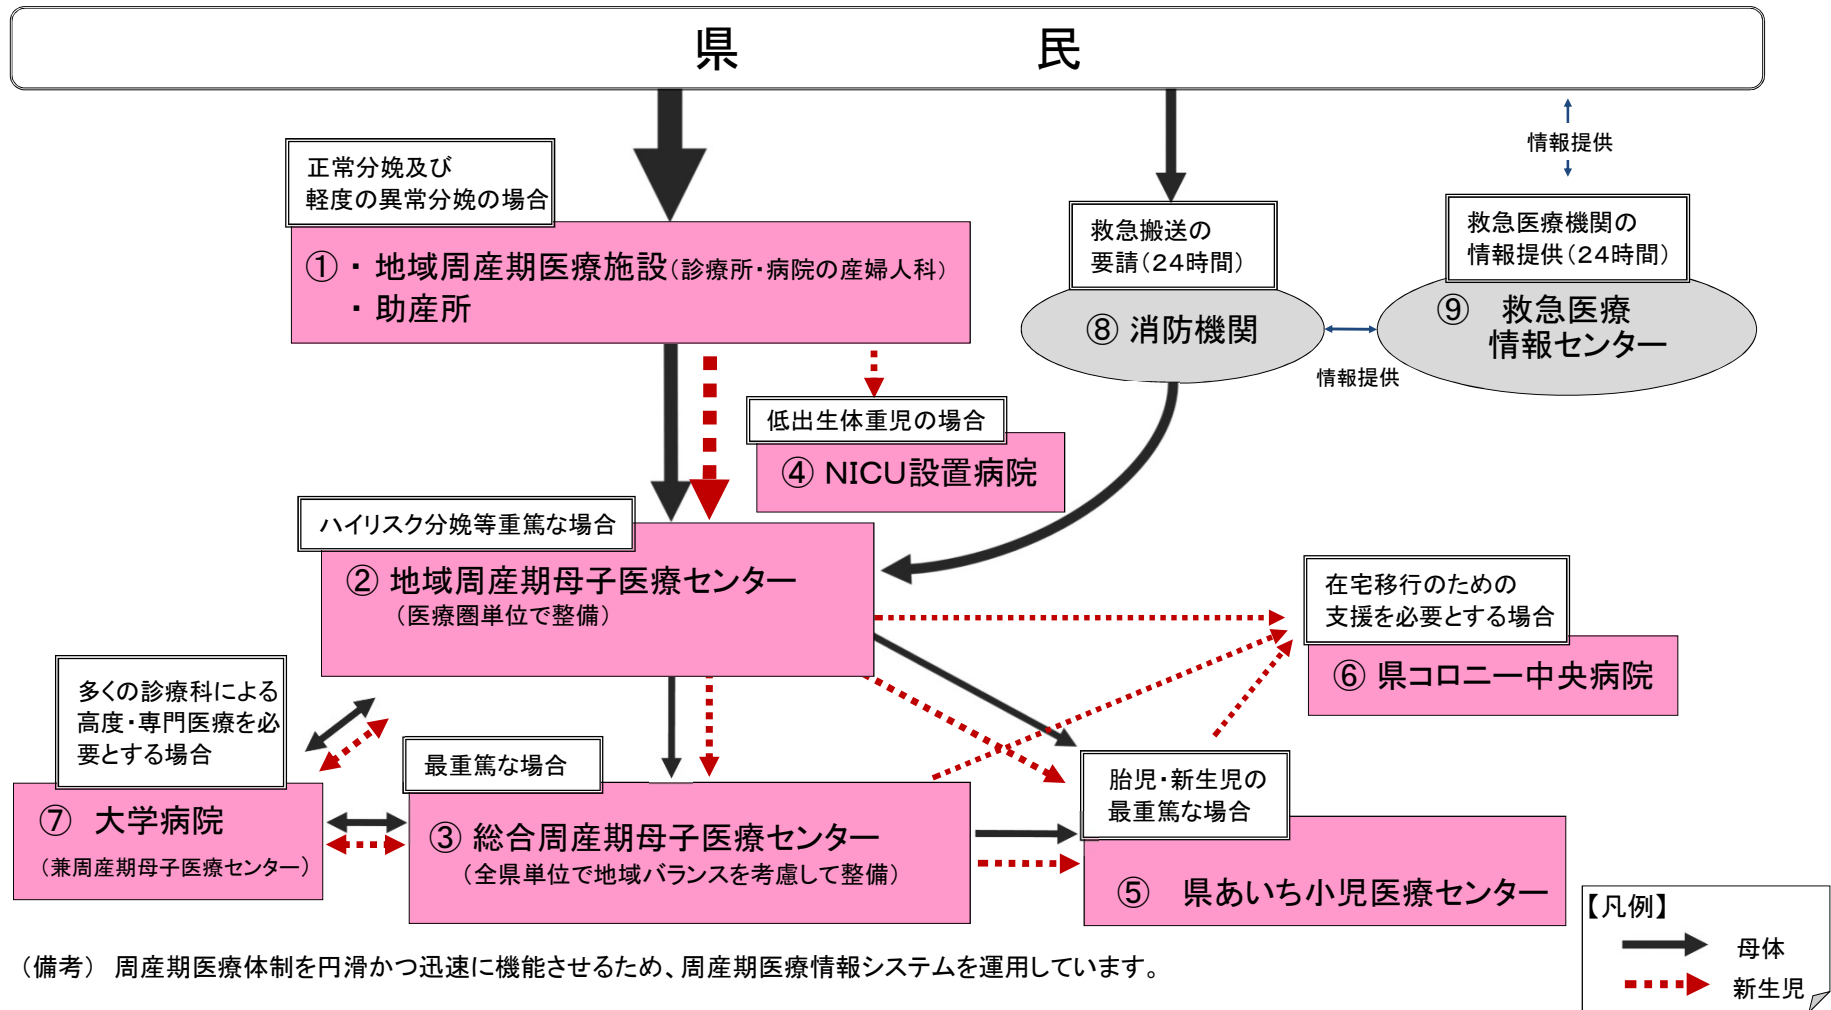 県　民
情報提供
正常分娩及び
軽度の異常分娩の場合
①・地域周産期医療施設(診療所・病院の産婦人科)
・助産所
救急搬送の
要請(24時間)
⑧ 消防機関
救急医療機関の
情報提供(24時間)
⑨ 救急医療
情報センター
情報提供
低出生体重児の場合
④ NICU設置病院
ハイリスク分娩等重篤な場合
② 地域周産期母子医療センター
(医療圏単位で整備)
在宅移行のための
支援を必要とする場合
⑥ 県コロニー中央病院
多くの診療科による
高度・専門医療を必
要とする場合
⑦ 大学病院
(兼周産期母子医療センター)
最重篤な場合
③ 総合周産期母子医療センター
(全県単位で地域バランスを考慮して整備)
胎児・新生児の
最重篤な場合
⑤ 県あいち小児医療センター
【凡例】
母体
新生児
(備考) 周産期医療体制を円滑かつ迅速に機能させるため、周産期医療情報システムを運用しています。